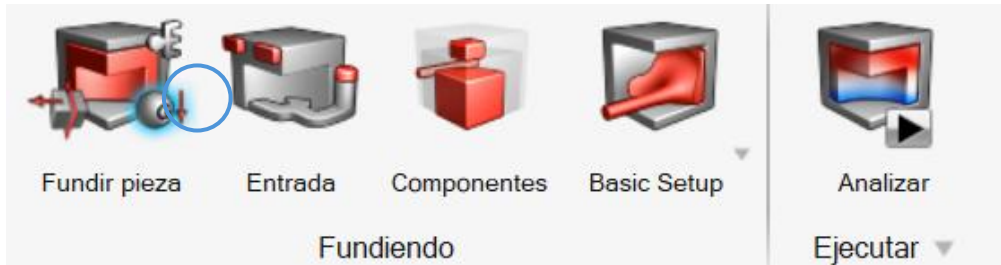 Fundir pieza Entrada Componentes Basic Setup Analizar
Fundiendo Ejecutar